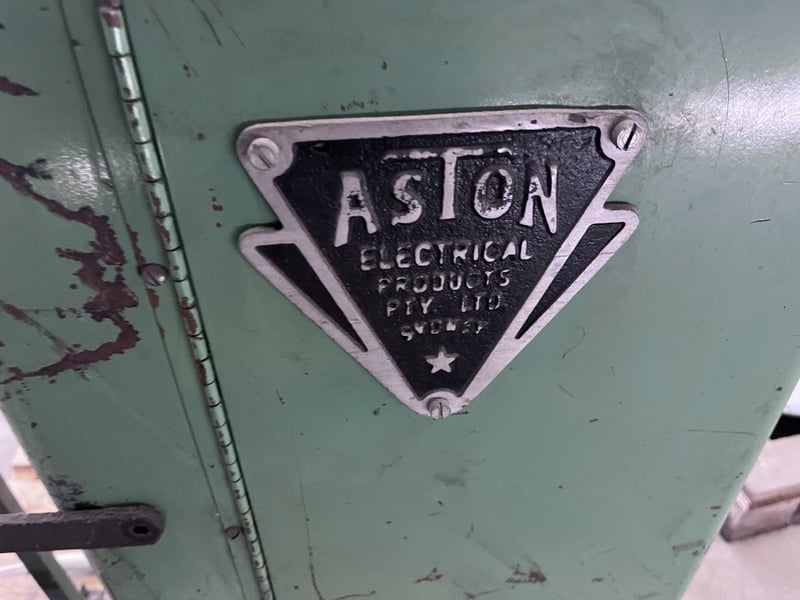 ASTON
ELECTRICAL
PRODUCTS
PTY LTD
SYDNEY